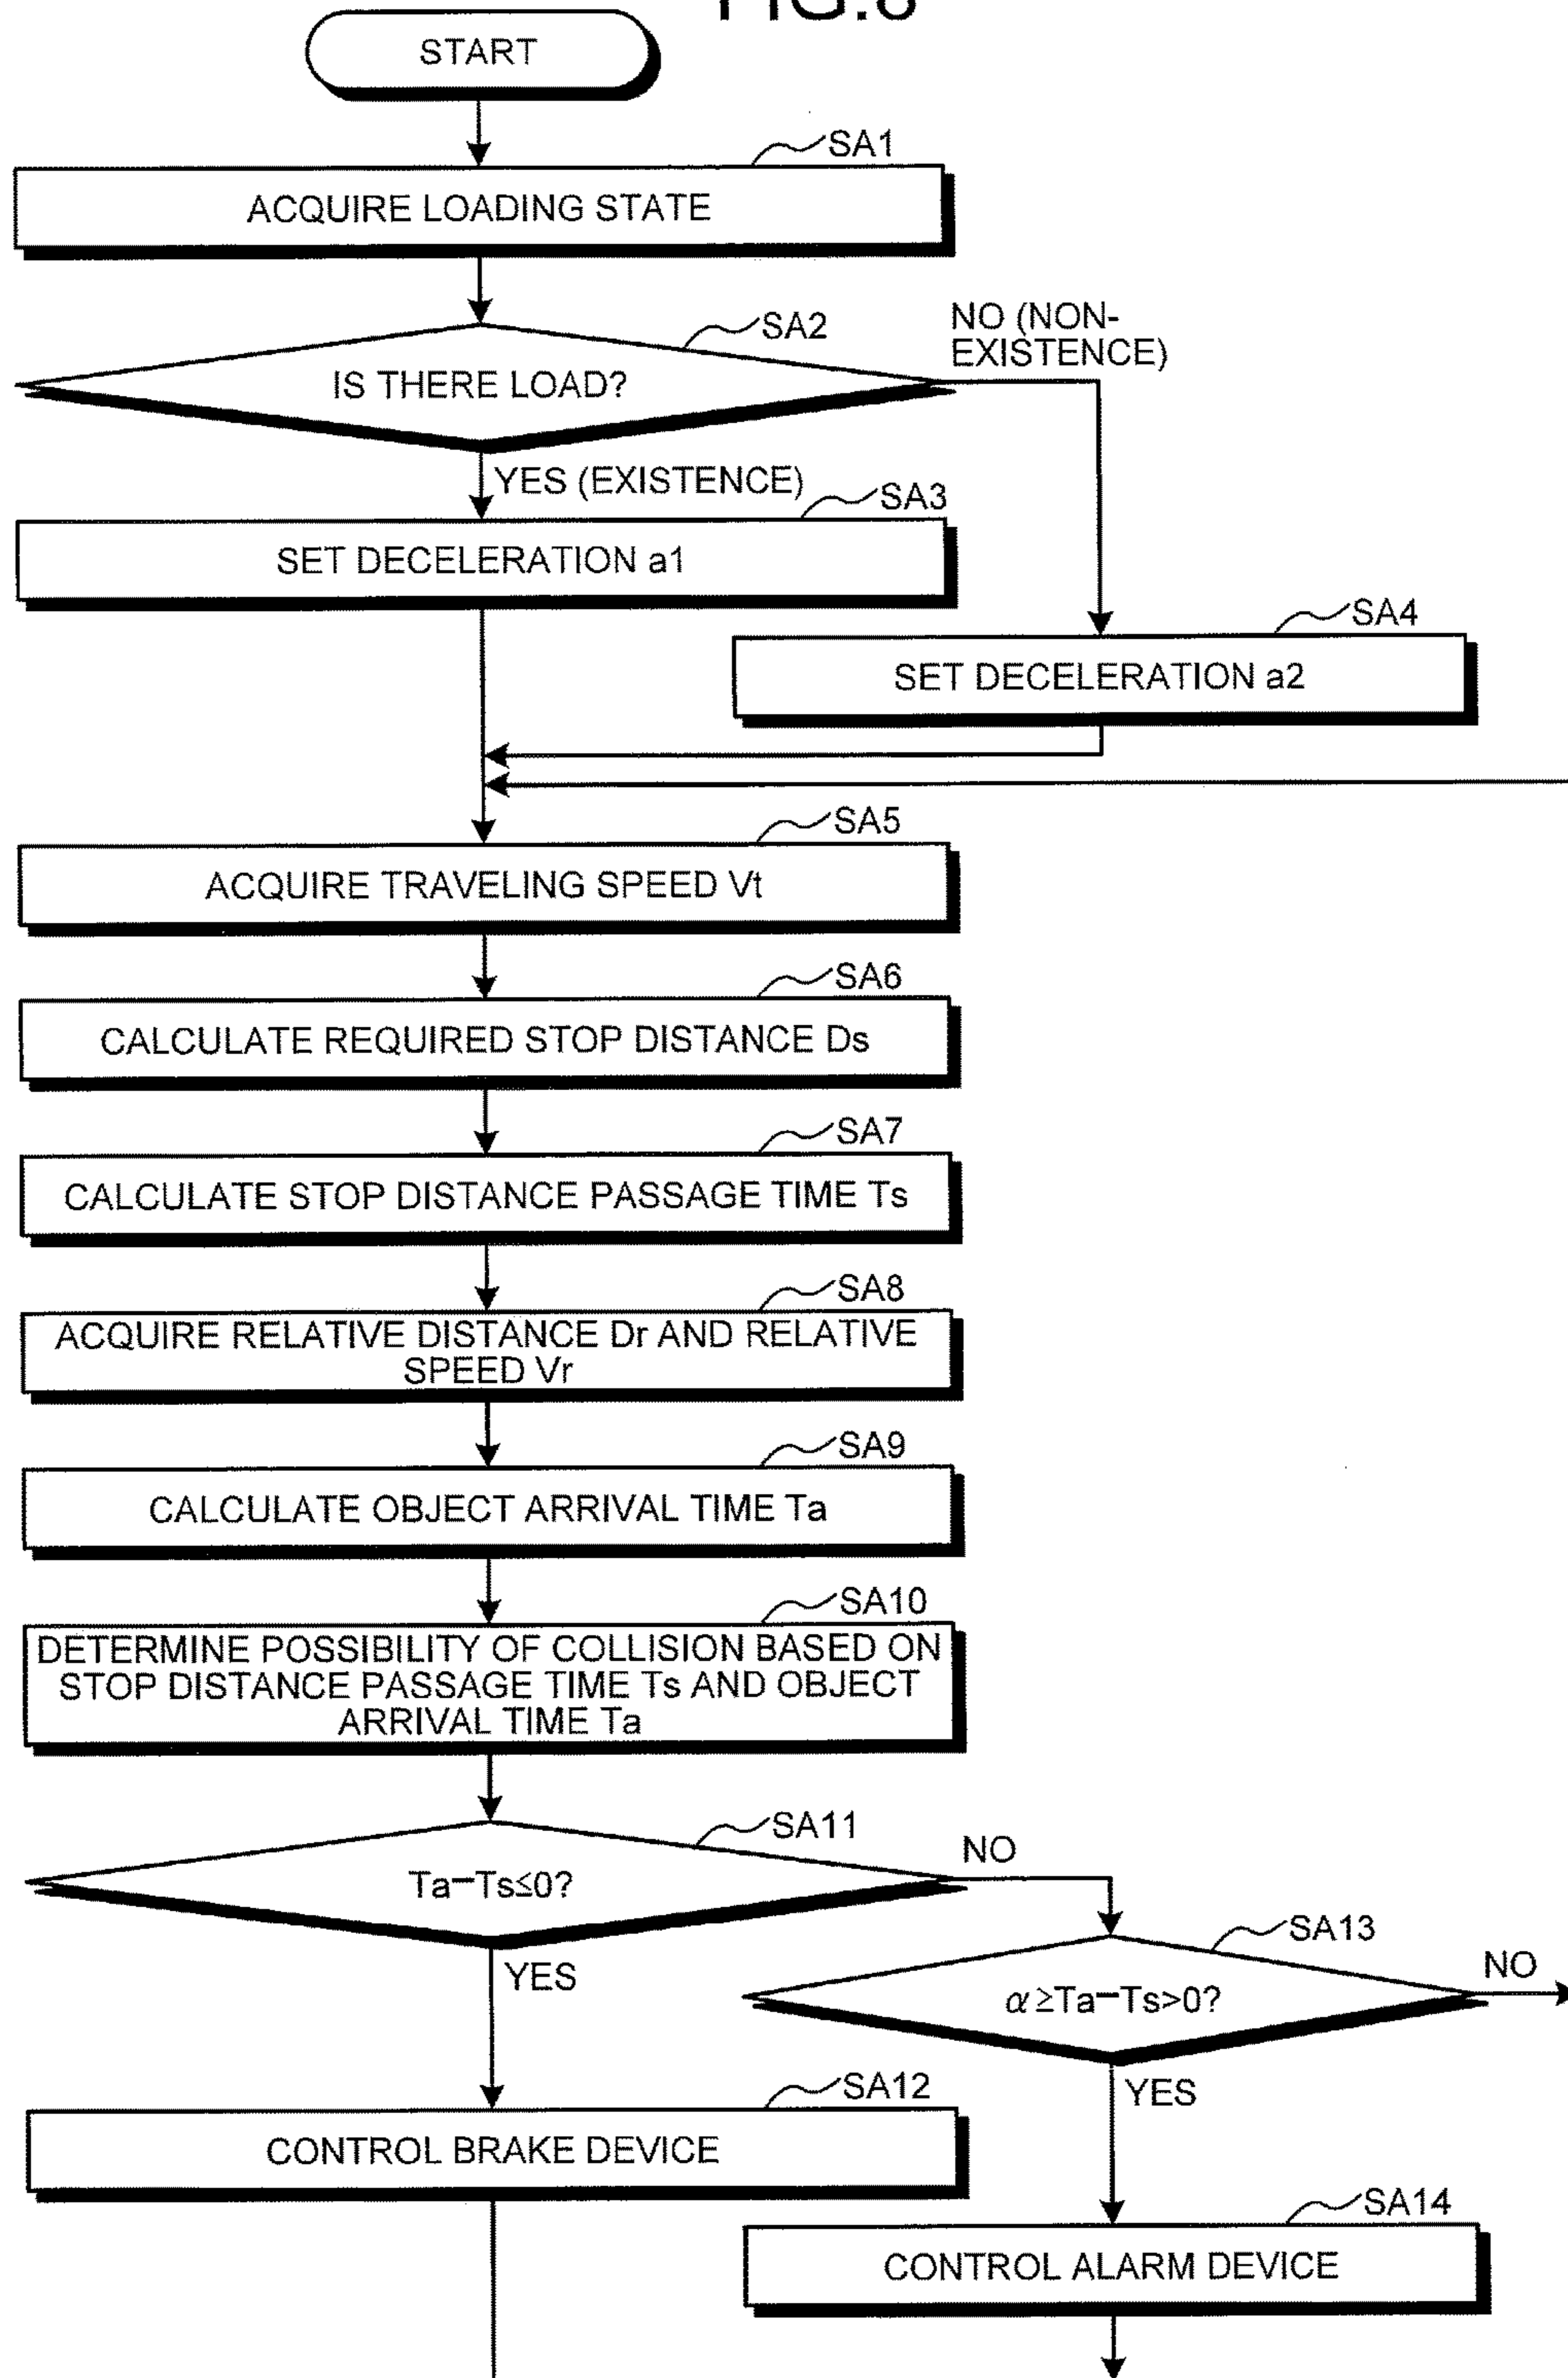 FIG.8
START
SA1
ACQUIRE LOADING STATE
SA2
NO (NON-
EXISTENCE)
IS THERE LOAD?
YES (EXISTENCE)
SA3
SET DECELERATION a1
SA4
SET DECELERATION a2
SA5
ACQUIRE TRAVELING SPEED Vt
SA6
CALCULATE REQUIRED STOP DISTANCE Ds
SA7
CALCULATE STOP DISTANCE PASSAGE TIME Ts
SA8
ACQUIRE RELATIVE DISTANCE Dr AND RELATIVE
SPEED Vr
SA9
CALCULATE OBJECT ARRIVAL TIME Ta
SA10
DETERMINE POSSIBILITY OF COLLISION BASED ON
STOP DISTANCE PASSAGE TIME Ts AND OBJECT
ARRIVAL TIME Ta
SA11
NO
Ta−Ts≤0?
SA13
YES
NO
α≥Ta−Ts>0?
SA12
YES
CONTROL BRAKE DEVICE
SA14
CONTROL ALARM DEVICE